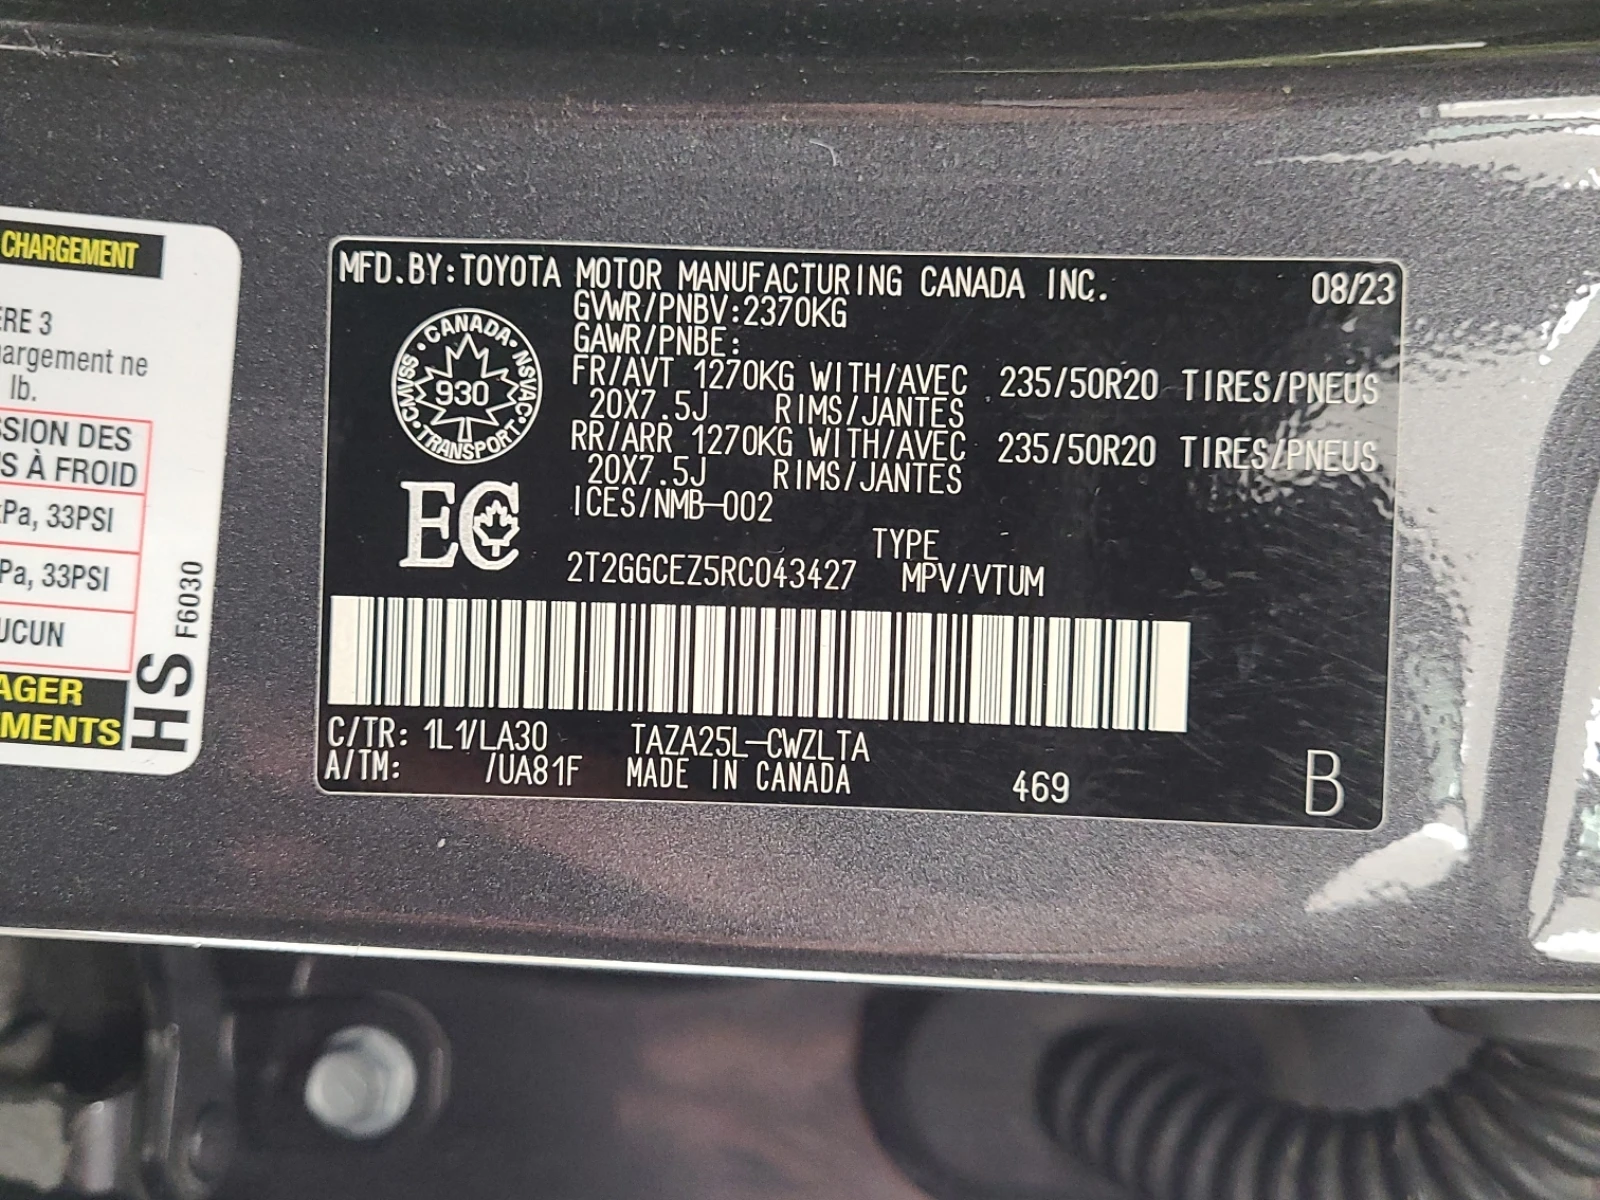 CHARGEMENT
ÈRE 3
hargement ne
lb.
SSION DES
S À FROID
kPa, 33PSI
Pa, 33PSI
UCUN
AGER
MENTS
HS
F6030
MFD.BY:TOYOTA MOTOR MANUFACTURING CANADA INC. 08/23
GVWR/PNBV:2370KG
GAWR/PNBE:
FR/AVT 1270KG WITH/AVEC 235/50R20 TIRES/PNEUS
20X7.5J RIMS/JANTES
RR/ARR 1270KG WITH/AVEC 235/50R20 TIRES/PNEUS
20X7.5J RIMS/JANTES
ICES/NMB-002
CANADA
CMVSS · NSVAC
930
TRANSPORT
EC
TYPE
2T2GGCEZ5RC043427 MPV/VTUM
C/TR: 1L1/LA30 TAZA25L-CWZLTA
A/TM: /UA81F MADE IN CANADA 469 B